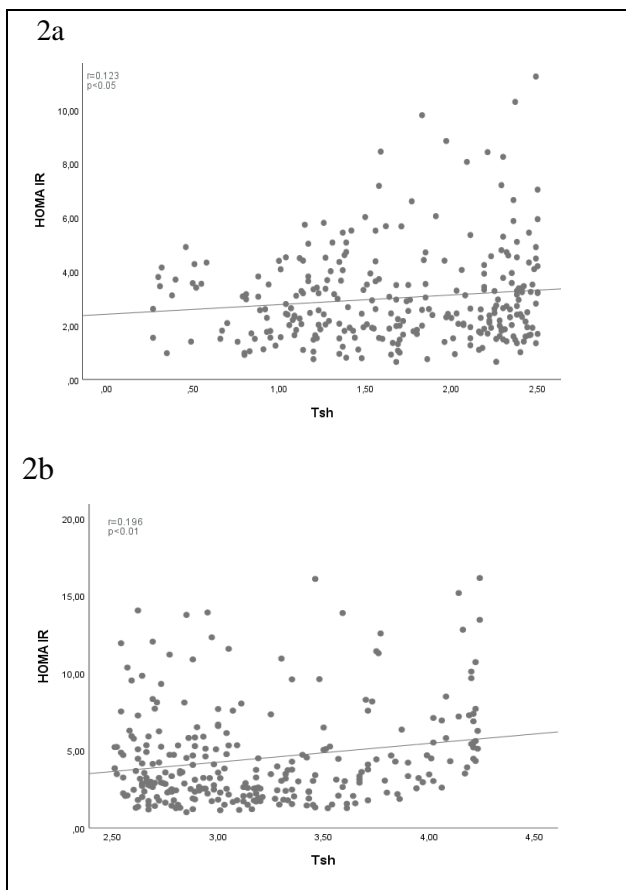 2a
r=0.123
p<0.05
10,00
8,00
6,00
4,00
2,00
,00
HOMA IR
,00 ,50 1,00 1,50 2,00 2,50
Tsh
2b
r=0.196
p<0.01
20,00
15,00
10,00
5,00
,00
HOMA IR
2,50 3,00 3,50 4,00 4,50
Tsh